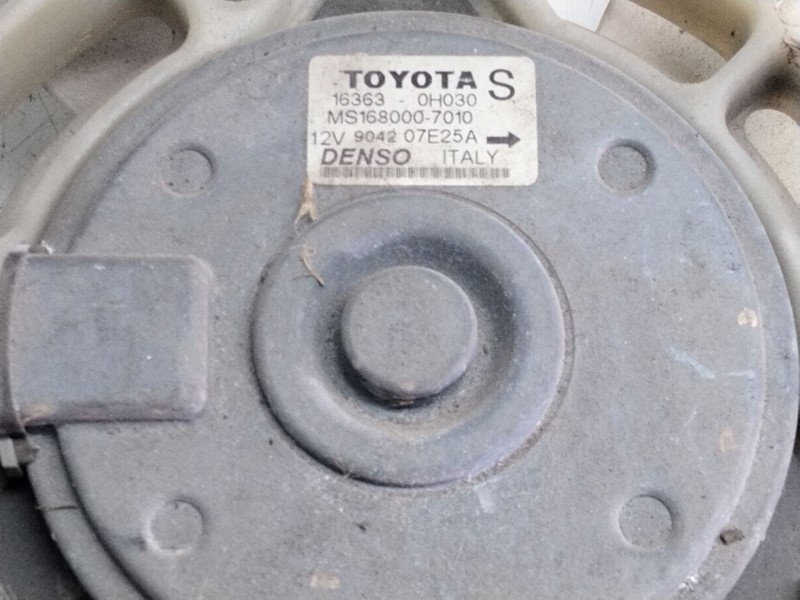 TOYOTA S
16363 - 0H030
MS168000-7010
12V 9042 07E25A
DENSO ITALY